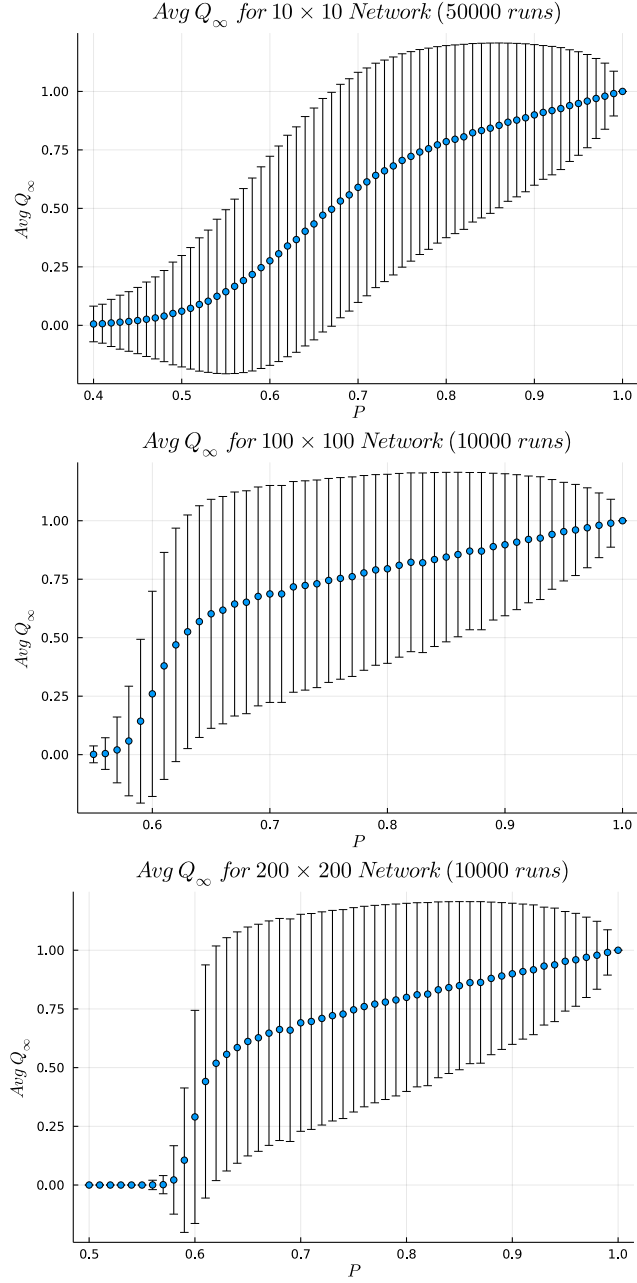 Avg Q∞ for 10 × 10 Network (50000 runs)
1.00
0.75
0.50
0.25
0.00
Avg Q∞
0.4 0.5 0.6 0.7 0.8 0.9 1.0
P
Avg Q∞ for 100 × 100 Network (10000 runs)
1.00
0.75
0.50
0.25
0.00
Avg Q∞
0.6 0.7 0.8 0.9 1.0
P
Avg Q∞ for 200 × 200 Network (10000 runs)
1.00
0.75
0.50
0.25
0.00
Avg Q∞
0.5 0.6 0.7 0.8 0.9 1.0
P